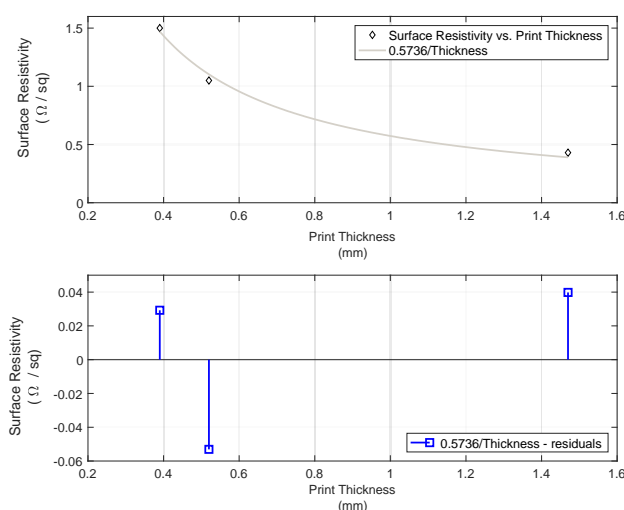 Surface Resistivity
( Ω / sq)
1.5
1
0.5
0
Surface Resistivity vs. Print Thickness
0.5736/Thickness
0.2 0.4 0.6 0.8 1 1.2 1.4 1.6
Print Thickness
(mm)
Surface Resistivity
( Ω / sq)
0.04
0.02
0
-0.02
-0.04
-0.06
0.5736/Thickness - residuals
0.2 0.4 0.6 0.8 1 1.2 1.4 1.6
Print Thickness
(mm)